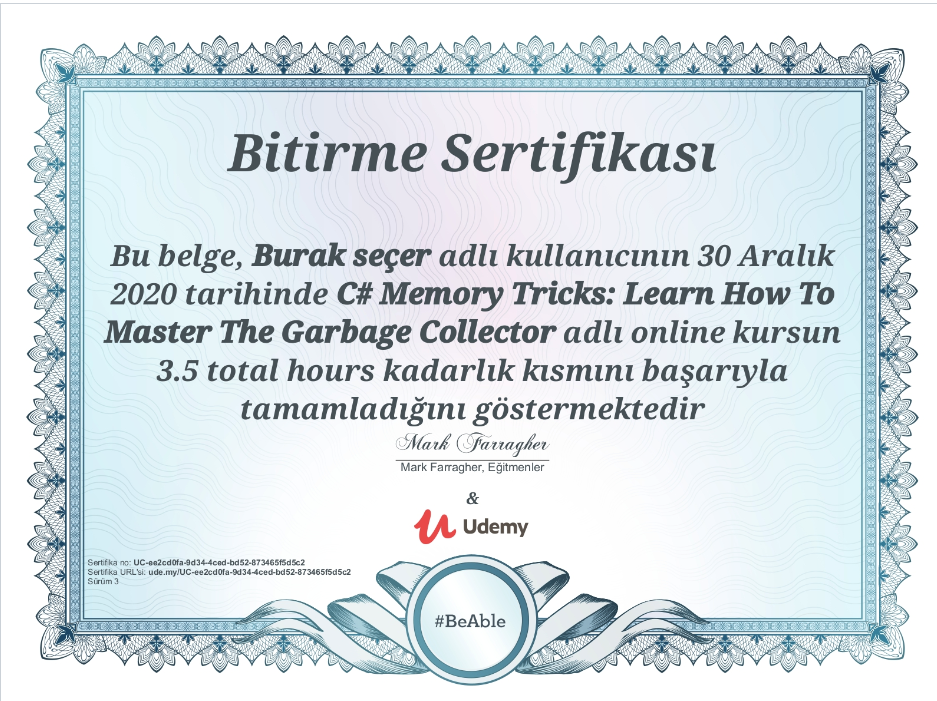 Bitirme Sertifikası
Bu belge, Burak seçer adlı kullanıcının 30 Aralık
2020 tarihinde C# Memory Tricks: Learn How To
Master The Garbage Collector adlı online kursun
3.5 total hours kadarlık kısmını başarıyla
tamamladığını göstermektedir
Mark Farragher
Mark Farragher, Eğitmenler
&
Udemy
Sertifika no: UC-ee2cd0fa-9d34-4ced-bd52-873465f5d5c2
Sertifika URL'si: ude.my/UC-ee2cd0fa-9d34-4ced-bd52-873465f5d5c2
Sürüm 3
#BeAble